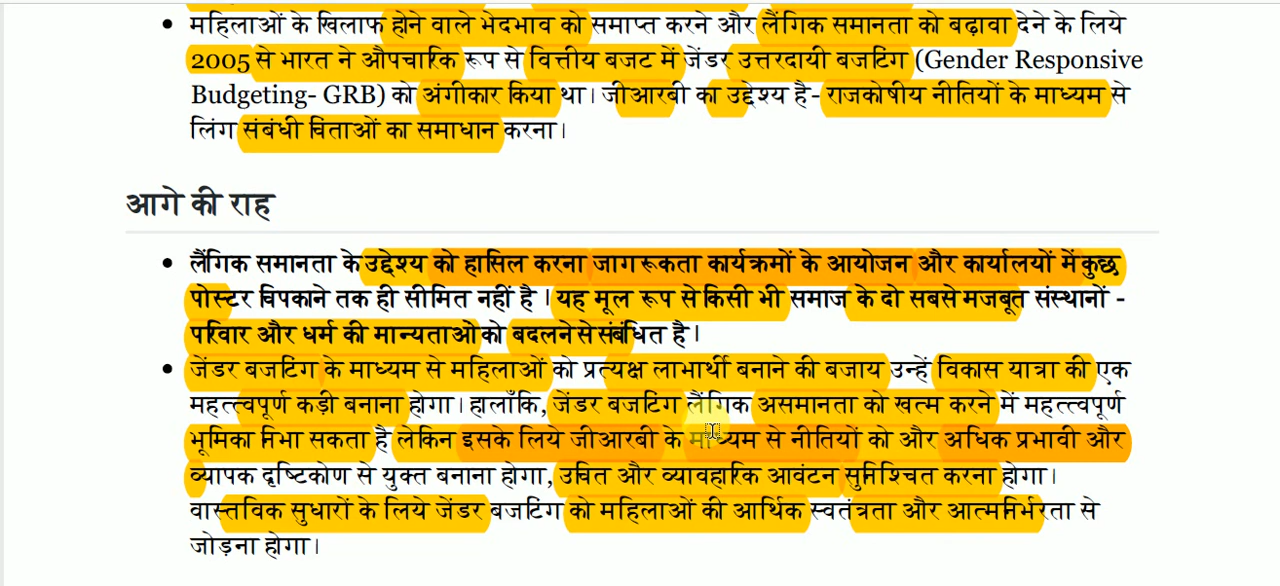 महिलाओं के खिलाफ होने वाले भेदभाव को समाप्त करने और लैंगिक समानता को बढ़ावा देने के लिये
2005 से भारत ने औपचारिक रूप से वित्तीय बजट में जेंडर उत्तरदायी बजटिंग (Gender Responsive
Budgeting- GRB) को अंगीकार किया था। जीआरबी का उद्देश्य है- राजकोषीय नीतियों के माध्यम से
लिंग संबंधी चिंताओं का समाधान करना।
आगे की राह
लैंगिक समानता के उद्देश्य को हासिल करना जागरूकता कार्यक्रमों के आयोजन और कार्यालयों में कुछ
पोस्टर चिपकाने तक ही सीमित नहीं है। यह मूल रूप से किसी भी समाज के दो सबसे मजबूत संस्थानों -
परिवार और धर्म की मान्यताओं को बदलने से संबंधित है।
जेंडर बजटिंग के माध्यम से महिलाओं को प्रत्यक्ष लाभार्थी बनाने की बजाय उन्हें विकास यात्रा की एक
महत्त्वपूर्ण कड़ी बनाना होगा। हालाँकि, जेंडर बजटिंग लैंगिक असमानता को खत्म करने में महत्त्वपूर्ण
भूमिका निभा सकता है लेकिन इसके लिये जीआरबी के माध्यम से नीतियों को और अधिक प्रभावी और
व्यापक दृष्टिकोण से युक्त बनाना होगा, उचित और व्यावहारिक आवंटन सुनिश्चित करना होगा।
वास्तविक सुधारों के लिये जेंडर बजटिंग को महिलाओं की आर्थिक स्वतंत्रता और आत्मनिर्भरता से
जोड़ना होगा।